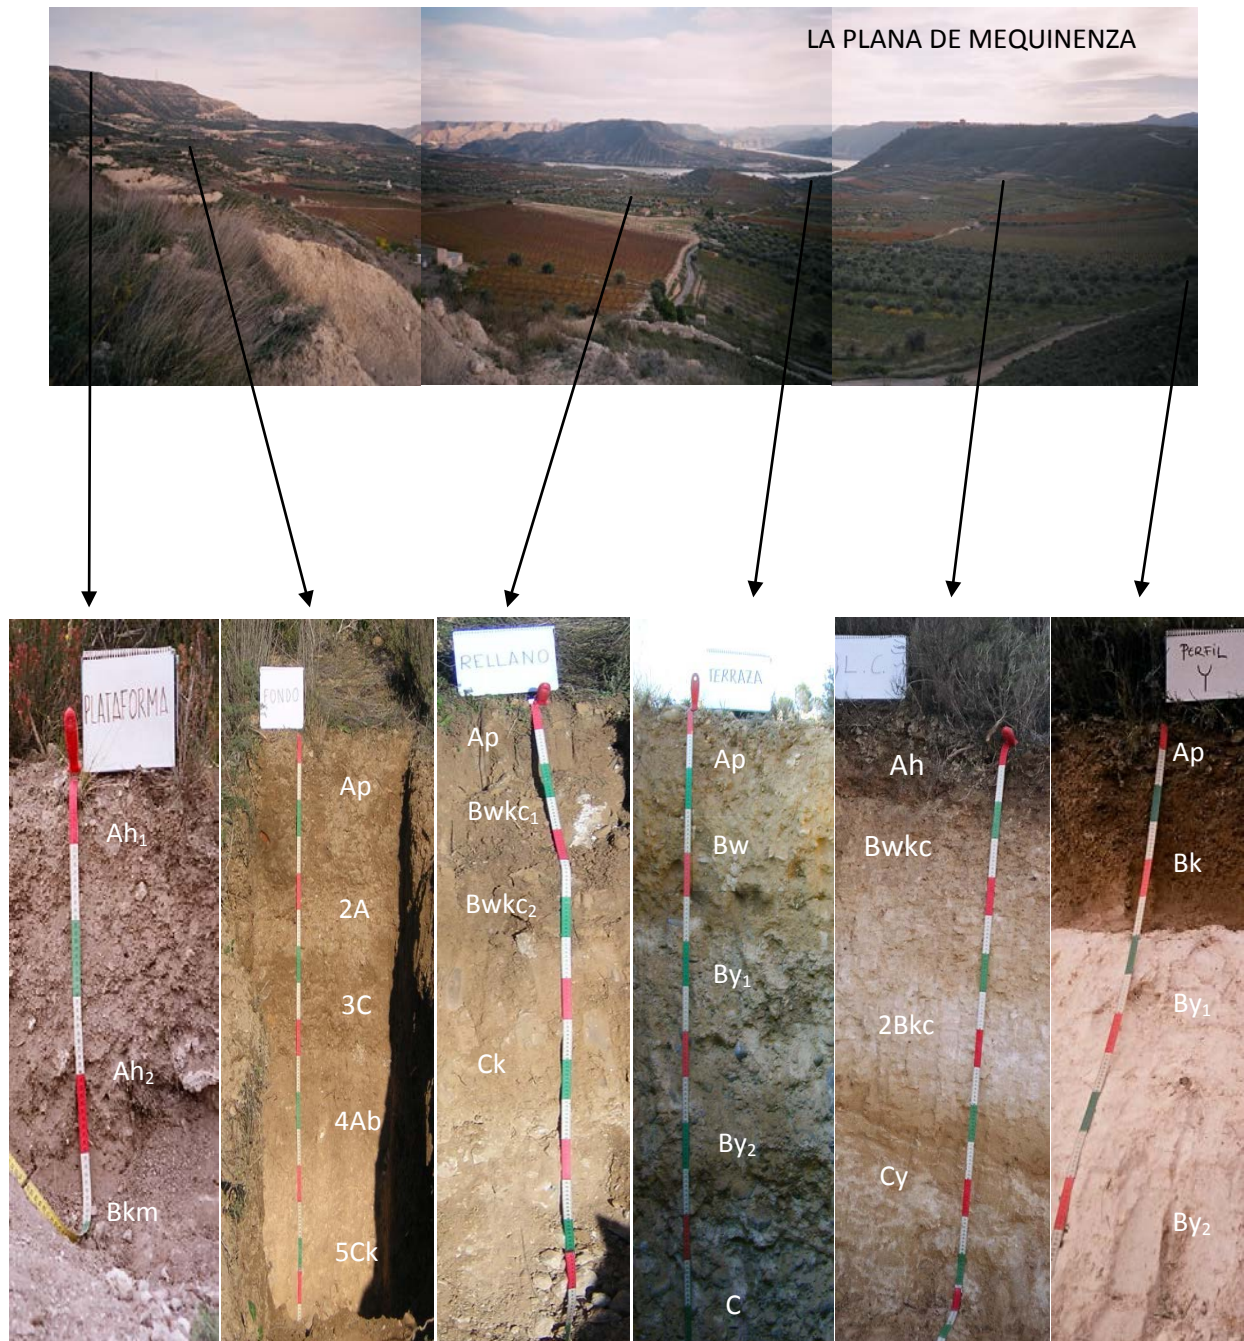 LA PLANA DE MEQUINENZA
PLATAFORMA
Ah₁
Ah₂
Bkm
FONDO
Ap
2A
3C
4Ab
5Ck
RELLANO
Ap
Bwkc₁
Bwkc₂
Ck
TERRAZA
Ap
Bw
By₁
By₂
C
L.C.
Ah
Bwkc
2Bkc
Cy
PERFIL
Y
Ap
Bk
By₁
By₂